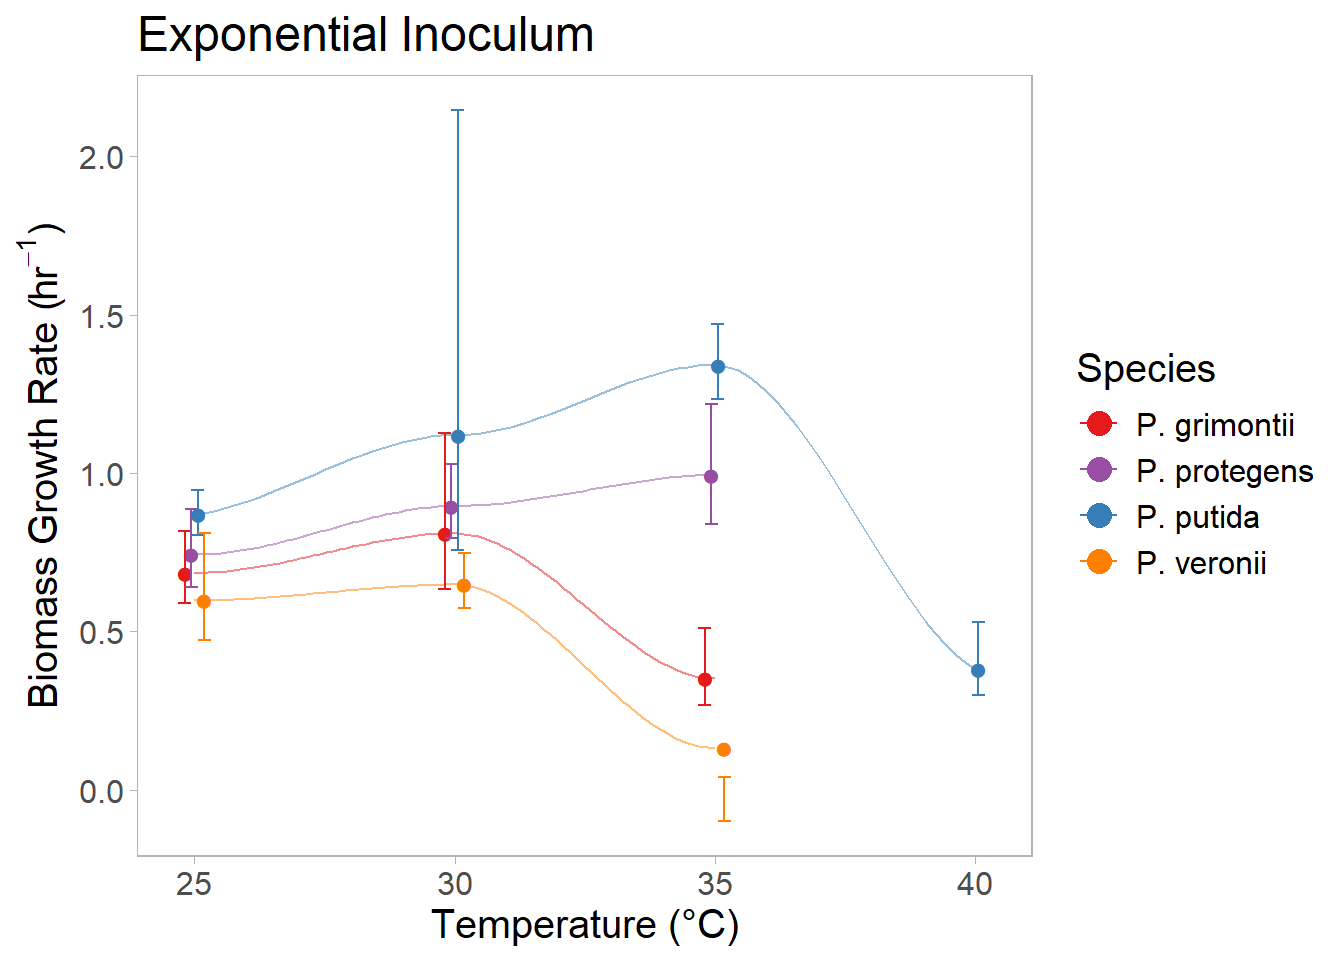 Exponential Inoculum
Biomass Growth Rate (hr⁻¹)
2.0
1.5
1.0
0.5
0.0
25 30 35 40
Temperature (°C)
Species
P. grimontii
P. protegens
P. putida
P. veronii